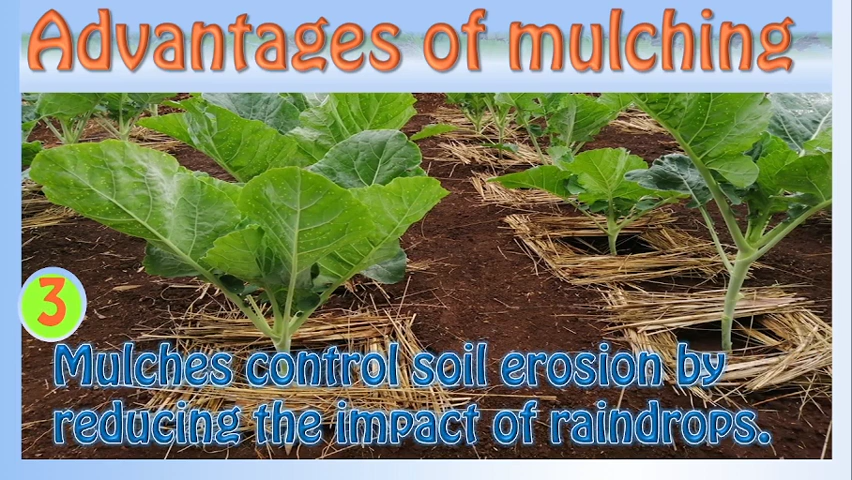 Advantages of mulching
3
Mulches control soil erosion by
reducing the impact of raindrops.